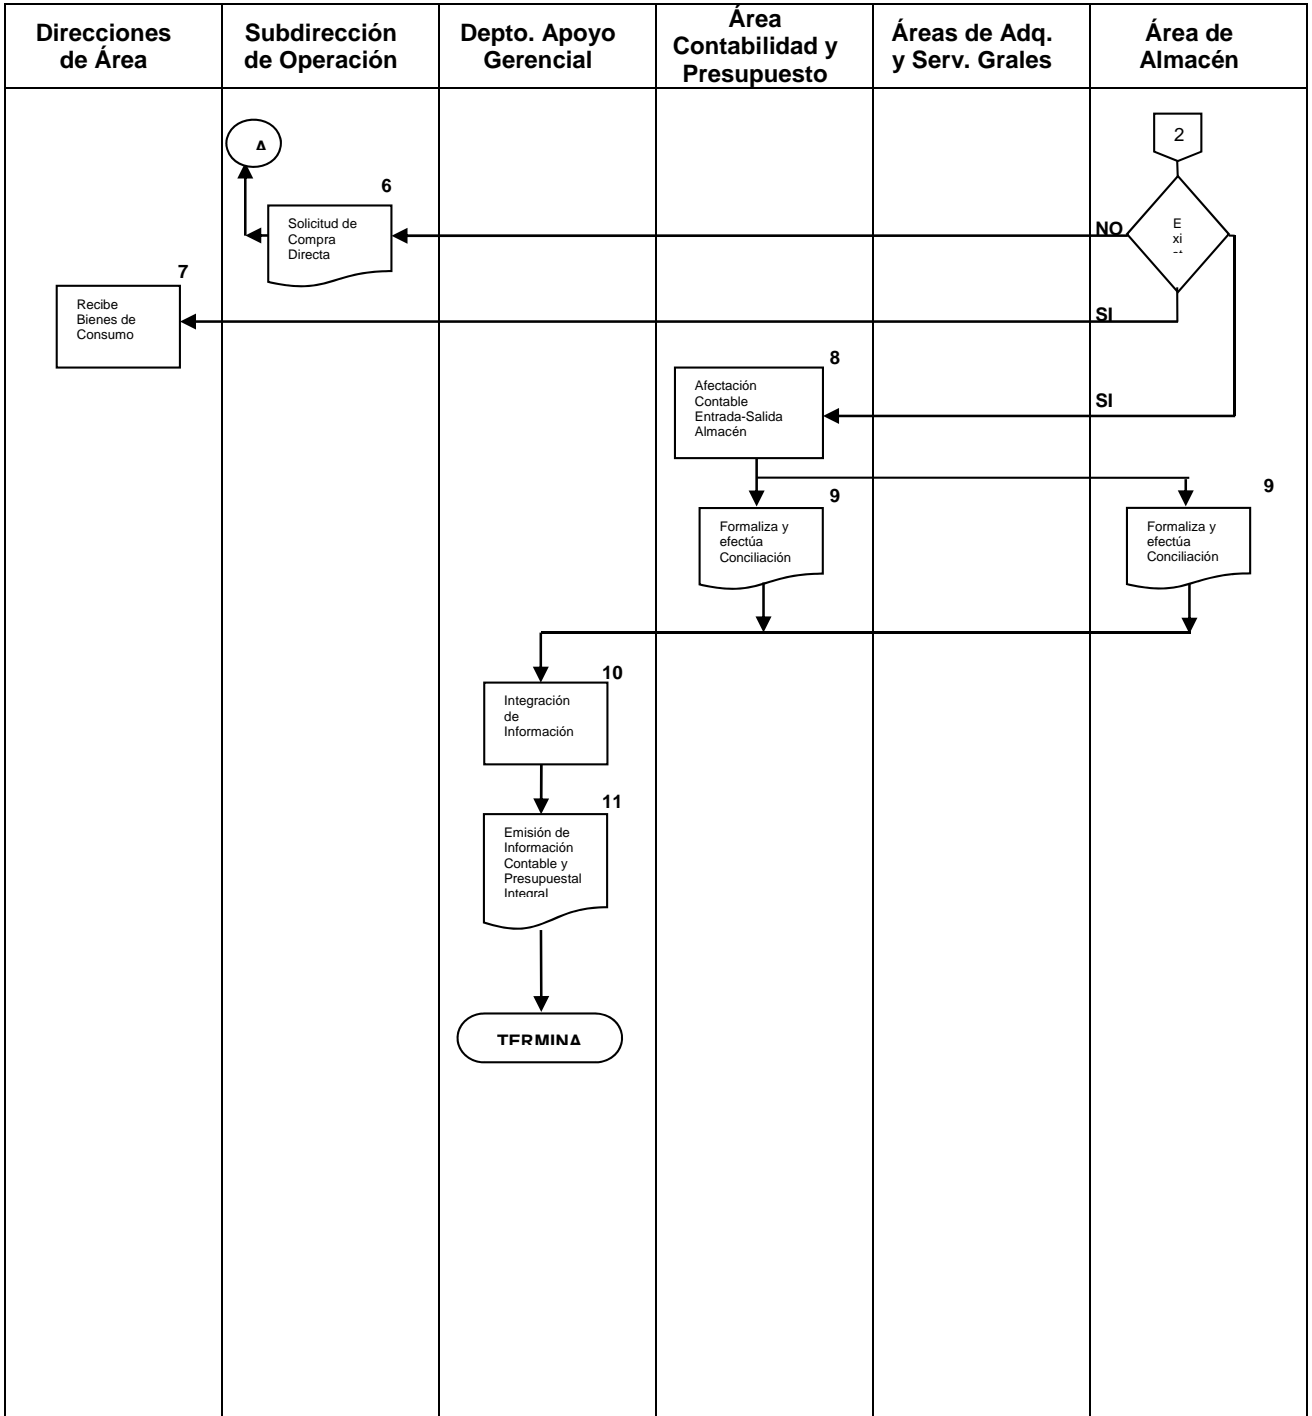 Direcciones
de Área
Subdirección
de Operación
Depto. Apoyo
Gerencial
Área
Contabilidad y
Presupuesto
Áreas de Adq.
y Serv. Grales
Área de
Almacén
A
2
6
Solicitud de
Compra
Directa
NO
E
xi
7
Recibe
Bienes de
Consumo
SI
8
Afectación
Contable
Entrada-Salida
Almacén
SI
9
Formaliza y
efectúa
Conciliación
9
Formaliza y
efectúa
Conciliación
10
Integración
de
Información
11
Emisión de
Información
Contable y
Presupuestal
Integral
TERMINA